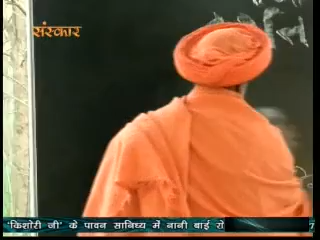 संस्कार
'किशोरी जी' के पावन सानिध्य में नानी बाई रो